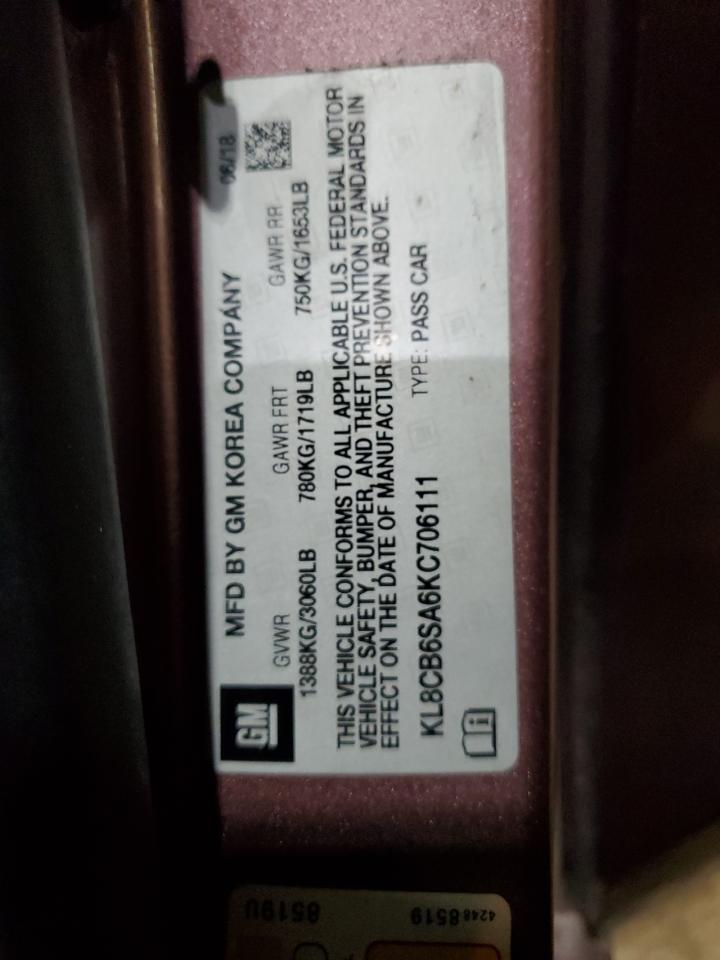 MFD BY GM KOREA COMPANY
06/18
GM
GVWR GAWR FRT GAWR RR
1388KG/3060LB 780KG/1719LB 750KG/1653LB
THIS VEHICLE CONFORMS TO ALL APPLICABLE U.S. FEDERAL MOTOR
VEHICLE SAFETY, BUMPER, AND THEFT PREVENTION STANDARDS IN
EFFECT ON THE DATE OF MANUFACTURE SHOWN ABOVE.
KL8CB6SA6KC706111 TYPE: PASS CAR
i
8519U
42488519